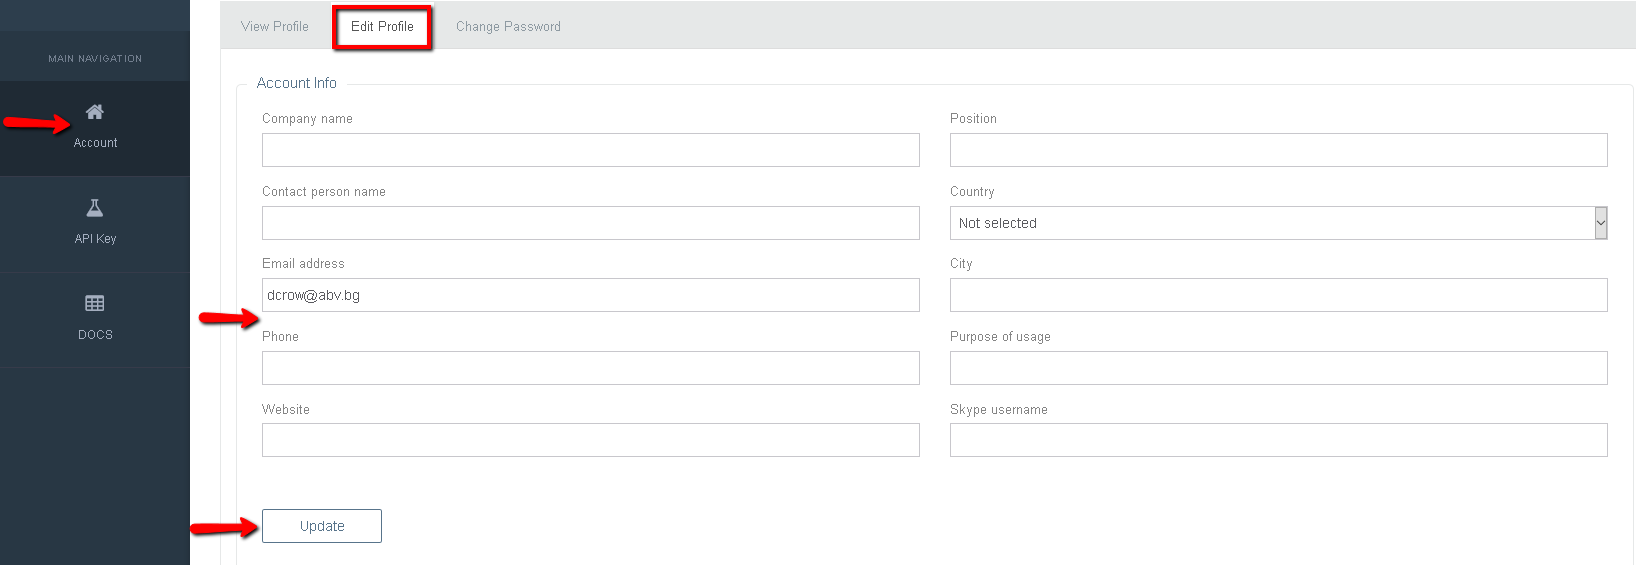 View Profile
Edit Profile
Change Password
MAIN NAVIGATION
Account
API Key
DOCS
Account Info
Company name
Position
Contact person name
Country
Not selected
Email address
City
dcrow@abv.bg
Phone
Purpose of usage
Website
Skype username
Update